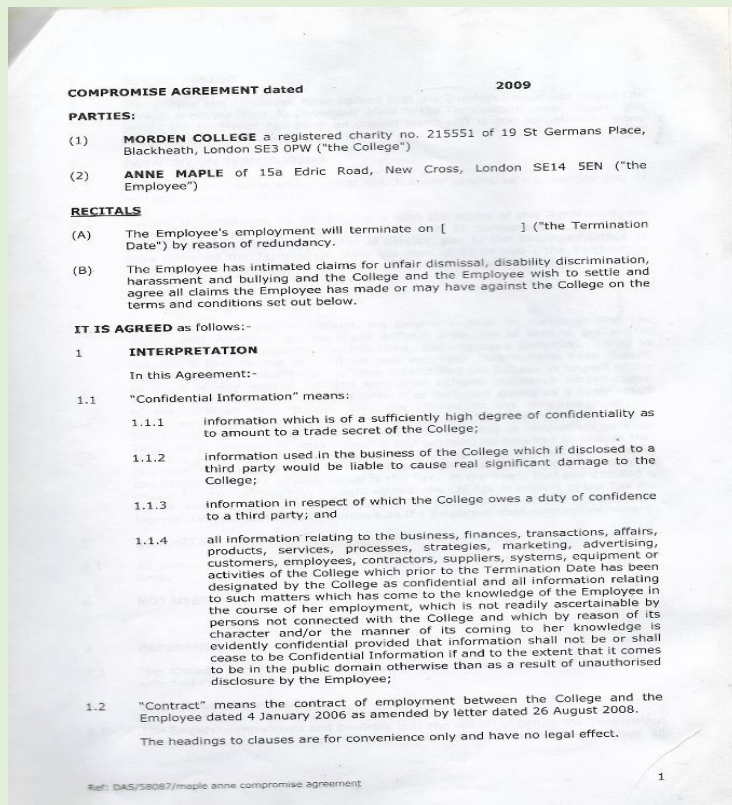 COMPROMISE AGREEMENT dated 2009
PARTIES:
(1) MORDEN COLLEGE a registered charity no. 215551 of 19 St Germans Place,
Blackheath, London SE3 0PW ("the College")
(2) ANNE MAPLE of 15a Edric Road, New Cross, London SE14 5EN ("the
Employee")
RECITALS
(A) The Employee's employment will terminate on [ ] ("the Termination
Date") by reason of redundancy.
(B) The Employee has intimated claims for unfair dismissal, disability discrimination,
harassment and bullying and the College and the Employee wish to settle and
agree all claims the Employee has made or may have against the College on the
terms and conditions set out below.
IT IS AGREED as follows:-
1 INTERPRETATION
In this Agreement:-
1.1 "Confidential Information" means:
1.1.1 information which is of a sufficiently high degree of confidentiality as
to amount to a trade secret of the College;
1.1.2 information used in the business of the College which if disclosed to a
third party would be liable to cause real significant damage to the
College;
1.1.3 information in respect of which the College owes a duty of confidence
to a third party; and
1.1.4 all information relating to the business, finances, transactions, affairs,
products, services, processes, strategies, marketing, advertising,
customers, employees, contractors, suppliers, systems, equipment or
activities of the College which prior to the Termination Date has been
designated by the College as confidential and all information relating
to such matters which has come to the knowledge of the Employee in
the course of her employment, which is not readily ascertainable by
persons not connected with the College and which by reason of its
character and/or the manner of its coming to her knowledge is
evidently confidential provided that information shall not be or shall
cease to be Confidential Information if and to the extent that it comes
to be in the public domain otherwise than as a result of unauthorised
disclosure by the Employee;
1.2 "Contract" means the contract of employment between the College and the
Employee dated 4 January 2006 as amended by letter dated 26 August 2008.
The headings to clauses are for convenience only and have no legal effect.
Ref: DAS/58087/maple anne compromise agreement
1